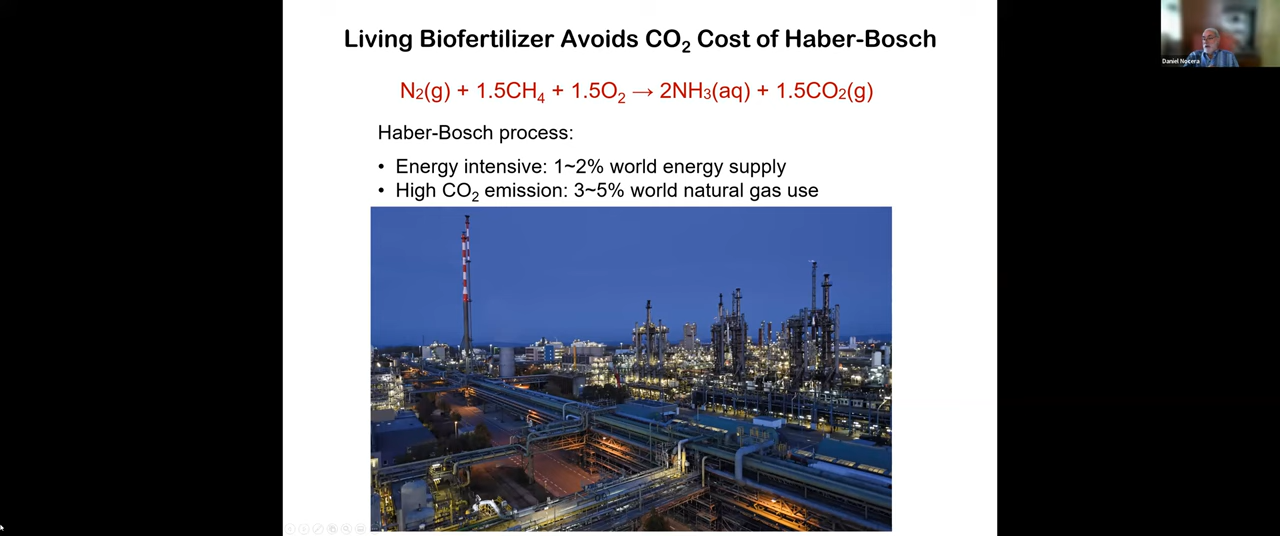 Living Biofertilizer Avoids CO₂ Cost of Haber-Bosch
N₂(g) + 1.5CH₄ + 1.5O₂ → 2NH₃(aq) + 1.5CO₂(g)
Haber-Bosch process:
• Energy intensive: 1~2% world energy supply
• High CO₂ emission: 3~5% world natural gas use
Daniel Nocera